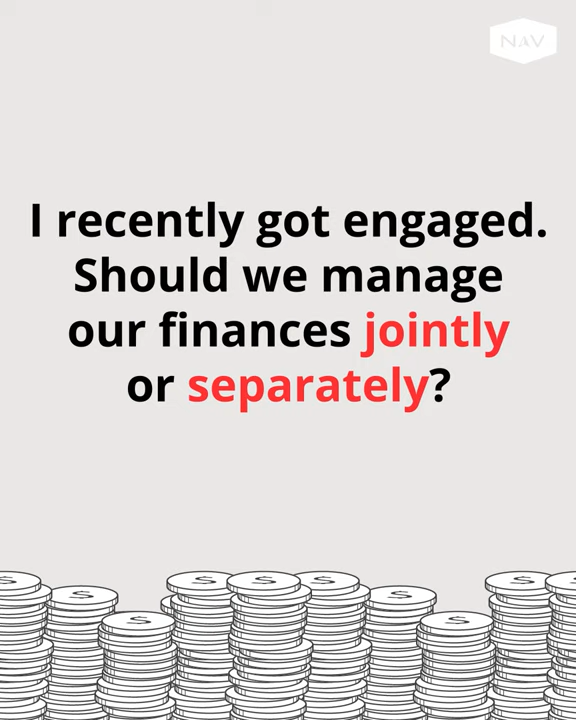 NAV
I recently got engaged.
Should we manage
our finances jointly
or separately?